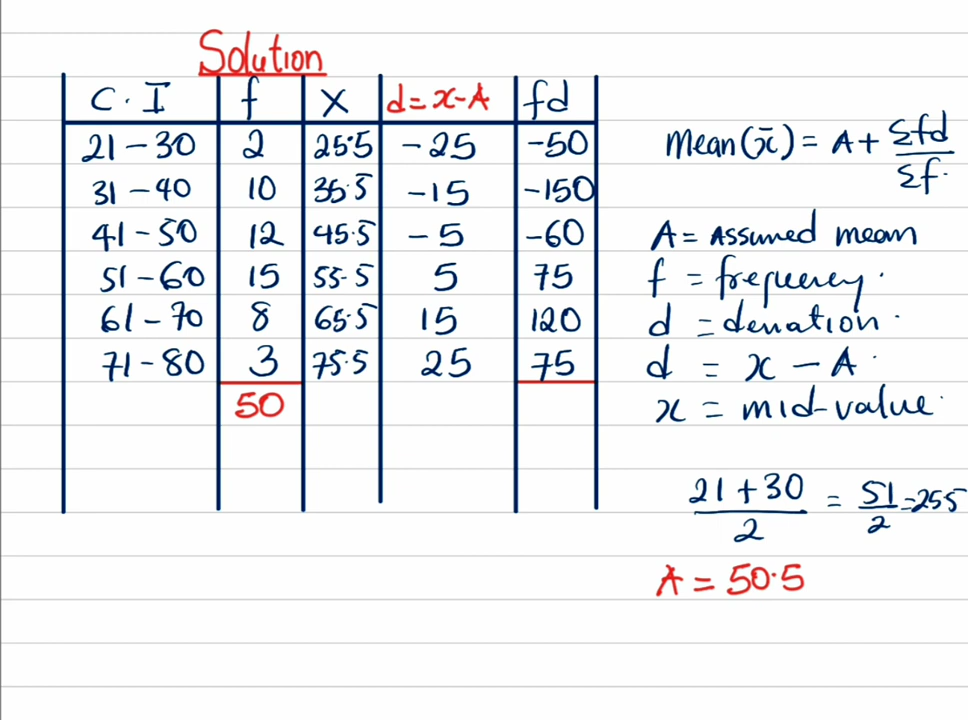 Solution
C.I f X d=x-A fd
21-30 2 25.5 -25 -50
31-40 10 35.5 -15 -150
41-50 12 45.5 -5 -60
51-60 15 55.5 5 75
61-70 8 65.5 15 120
71-80 3 75.5 25 75
50
Mean(x̄) = A + Σfd/Σf.
A = Assumed mean
f = frequency.
d = deviation.
d = x - A.
x = mid-value.
21+30/2 = 51/2 = 255
A = 50.5